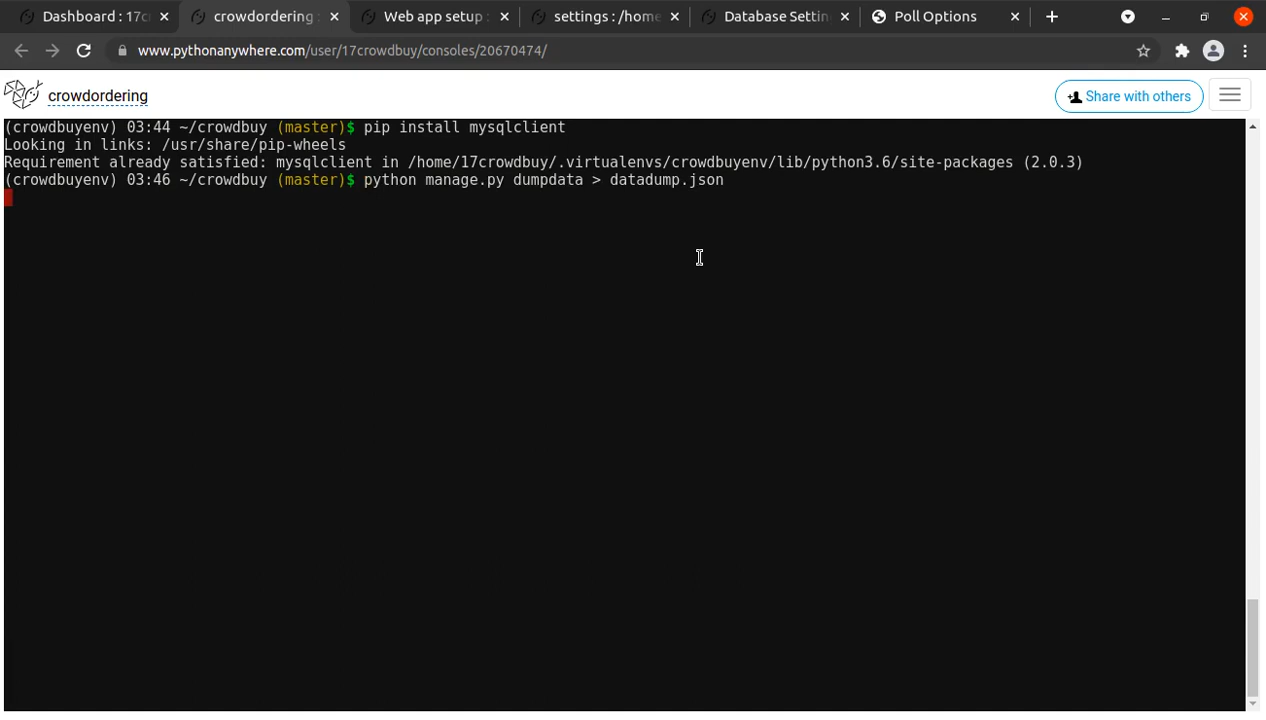 Dashboard : 17c
crowdordering :
Web app setup :
settings : /home
Database Settin
Poll Options
www.pythonanywhere.com/user/17crowdbuy/consoles/20670474/
crowdordering
Share with others
(crowdbuyenv) 03:44 ~/crowdbuy (master)$ pip install mysqlclient
Looking in links: /usr/share/pip-wheels
Requirement already satisfied: mysqlclient in /home/17crowdbuy/.virtualenvs/crowdbuyenv/lib/python3.6/site-packages (2.0.3)
(crowdbuyenv) 03:46 ~/crowdbuy (master)$ python manage.py dumpdata > datadump.json